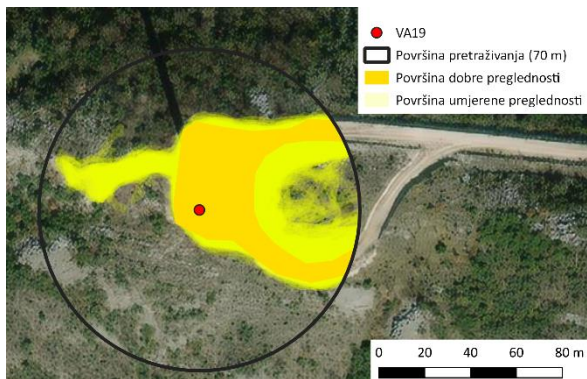 VA19
Površina pretraživanja (70 m)
Površina dobre preglednosti
Površina umjerene preglednosti
0 20 40 60 80 m